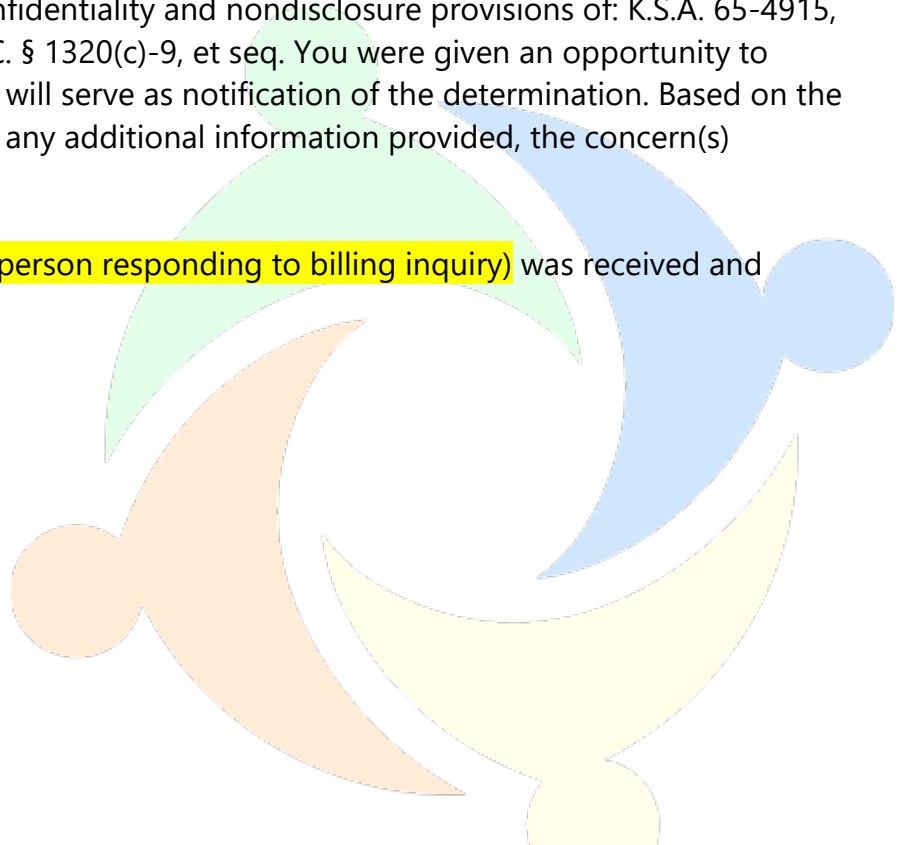 nfidentiality and nondisclosure provisions of: K.S.A. 65-4915,
C. § 1320(c)-9, et seq. You were given an opportunity to
will serve as notification of the determination. Based on the
any additional information provided, the concern(s)
person responding to billing inquiry) was received and